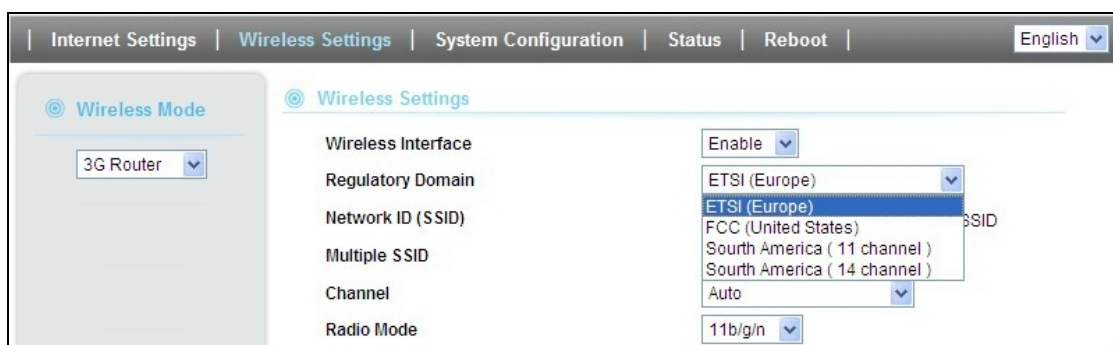 | Internet Settings | Wireless Settings | System Configuration | Status | Reboot | English
Wireless Mode
3G Router
Wireless Settings
Wireless Interface Enable
Regulatory Domain ETSI (Europe)
ETSI (Europe)
Network ID (SSID) SSID
FCC (United States)
Sourth America ( 11 channel )
Multiple SSID
Sourth America ( 14 channel )
Channel Auto
Radio Mode 11b/g/n